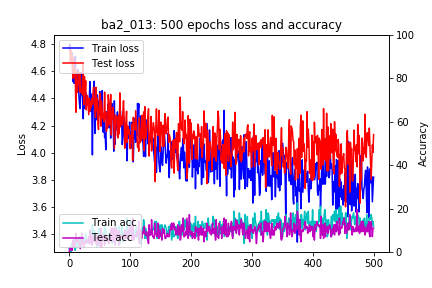 ba2_013: 500 epochs loss and accuracy
4.8
4.6
4.4
4.2
4.0
3.8
3.6
3.4
Loss
Train loss
Test loss
Train acc
Test acc
100
80
60
40
20
0
Accuracy
0 100 200 300 400 500